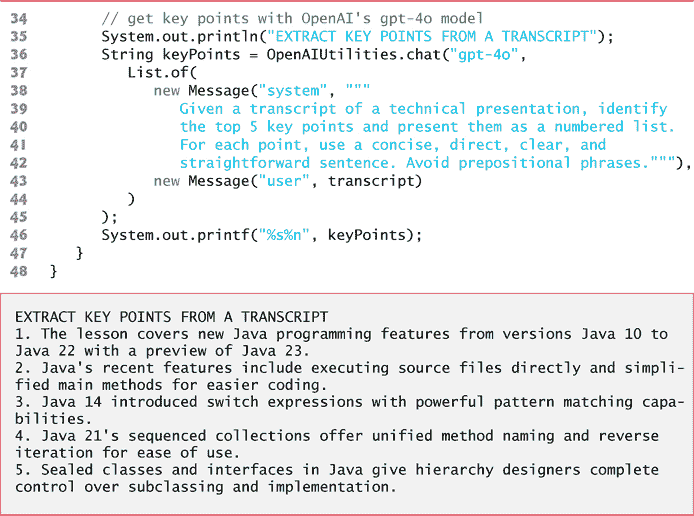 34 // get key points with OpenAI's gpt-4o model
35 System.out.println("EXTRACT KEY POINTS FROM A TRANSCRIPT");
36 String keyPoints = OpenAIUtilities.chat("gpt-4o",
37 List.of(
38 new Message("system", """
39 Given a transcript of a technical presentation, identify
40 the top 5 key points and present them as a numbered list.
41 For each point, use a concise, direct, clear, and
42 straightforward sentence. Avoid prepositional phrases."""),
43 new Message("user", transcript)
44 )
45 );
46 System.out.printf("%s%n", keyPoints);
47 }
48 }
EXTRACT KEY POINTS FROM A TRANSCRIPT
1. The lesson covers new Java programming features from versions Java 10 to
Java 22 with a preview of Java 23.
2. Java's recent features include executing source files directly and simpli-
fied main methods for easier coding.
3. Java 14 introduced switch expressions with powerful pattern matching capa-
bilities.
4. Java 21's sequenced collections offer unified method naming and reverse
iteration for ease of use.
5. Sealed classes and interfaces in Java give hierarchy designers complete
control over subclassing and implementation.